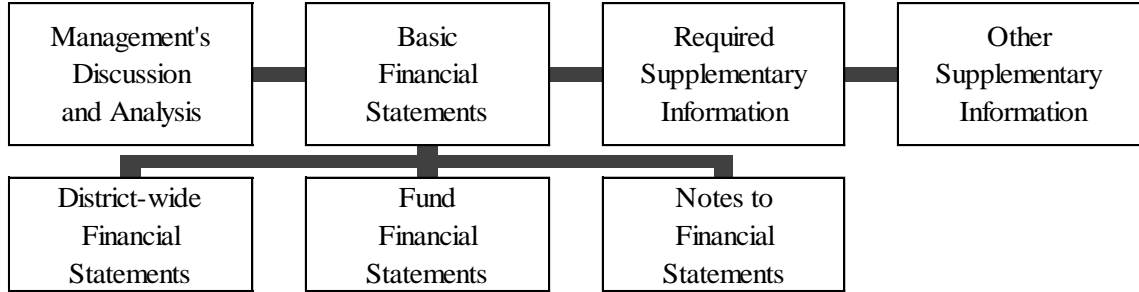 Management's
Discussion
and Analysis
Basic
Financial
Statements
Required
Supplementary
Information
Other
Supplementary
Information
District-wide
Financial
Statements
Fund
Financial
Statements
Notes to
Financial
Statements